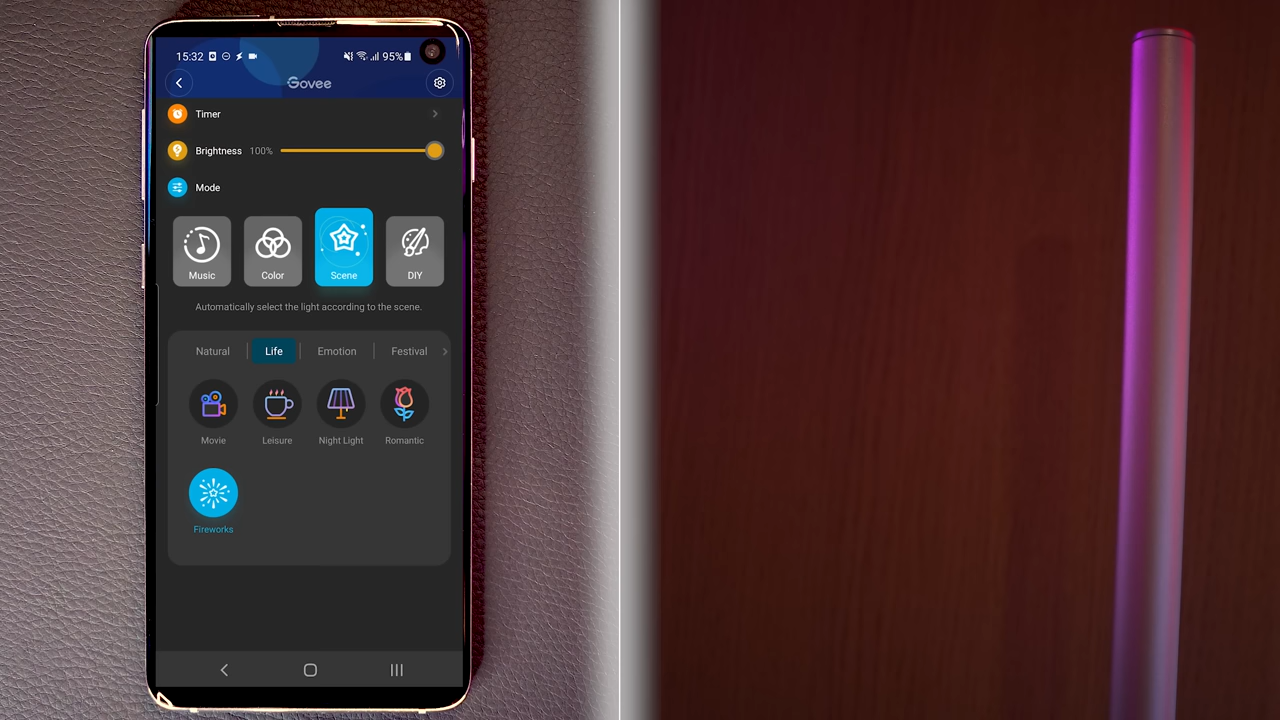 15:32 95%
Govee
Timer
Brightness 100%
Mode
Music Color Scene DIY
Automatically select the light according to the scene.
Natural Life Emotion Festival
Movie Leisure Night Light Romantic
Fireworks